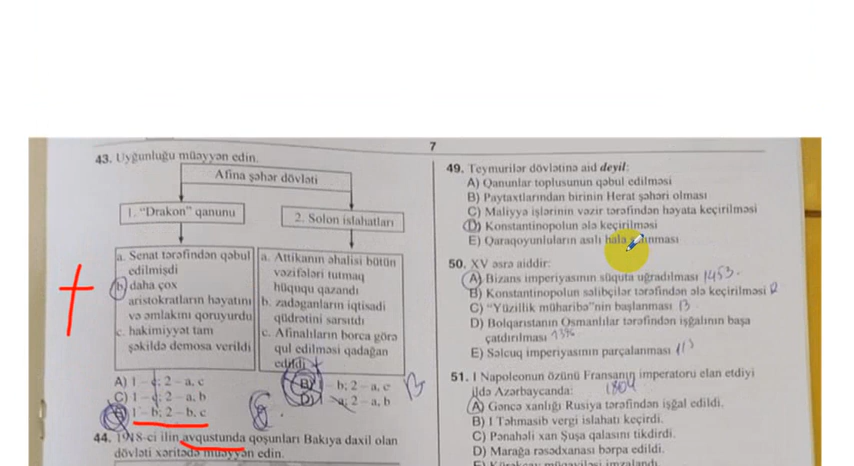 7
43. Uyğunluğu müəyyən edin.
Afina şəhər dövləti
1. "Drakon" qanunu
2. Solon islahatları
a. Senat tərəfindən qəbul
edilmişdi
b. daha çox
aristokratların həyatını
və əmlakını qoruyurdu
c. hakimiyyət tam
şəkildə demosa verildi
a. Attikanın əhalisi bütün
vəzifələri tutmaq
hüququ qazandı
b. zadəganların iqtisadi
qüdrətini sarsıtdı
c. Afinalıların borca görə
qul edilməsi qadağan
edildi
A) 1 – c; 2 – a, c
B) 1 – b; 2 – a, c
C) 1 – c; 2 – a, b
D) 1 – a; 2 – a, b
1 – b; 2 – b, c
44. 1918-ci ilin avqustunda qoşunları Bakıya daxil olan
dövləti xəritədə müəyyən edin.
49. Teymurilər dövlətinə aid deyil:
A) Qanunlar toplusunun qəbul edilməsi
B) Paytaxtlarından birinin Herat şəhəri olması
C) Maliyyə işlərinin vəzir tərəfindən həyata keçirilməsi
D) Konstantinopolun ələ keçirilməsi
E) Qaraqoyunluların asılı hala salınması
50. XV əsrə aiddir:
A) Bizans imperiyasının süquta uğradılması 1453
B) Konstantinopolun səlibçilər tərəfindən ələ keçirilməsi
C) "Yüzillik müharibə"nin başlanması
D) Bolqarıstanın Osmanlılar tərəfindən işğalının başa
çatdırılması 1396
E) Səlcuq imperiyasının parçalanması
51. I Napoleonun özünü Fransanın imperatoru elan etdiyi
ildə Azərbaycanda: 1804
A) Gəncə xanlığı Rusiya tərəfindən işğal edildi.
B) I Təhmasib vergi islahatı keçirdi.
C) Pənahəli xan Şuşa qalasını tikdirdi.
D) Marağa rəsədxanası bərpa edildi.